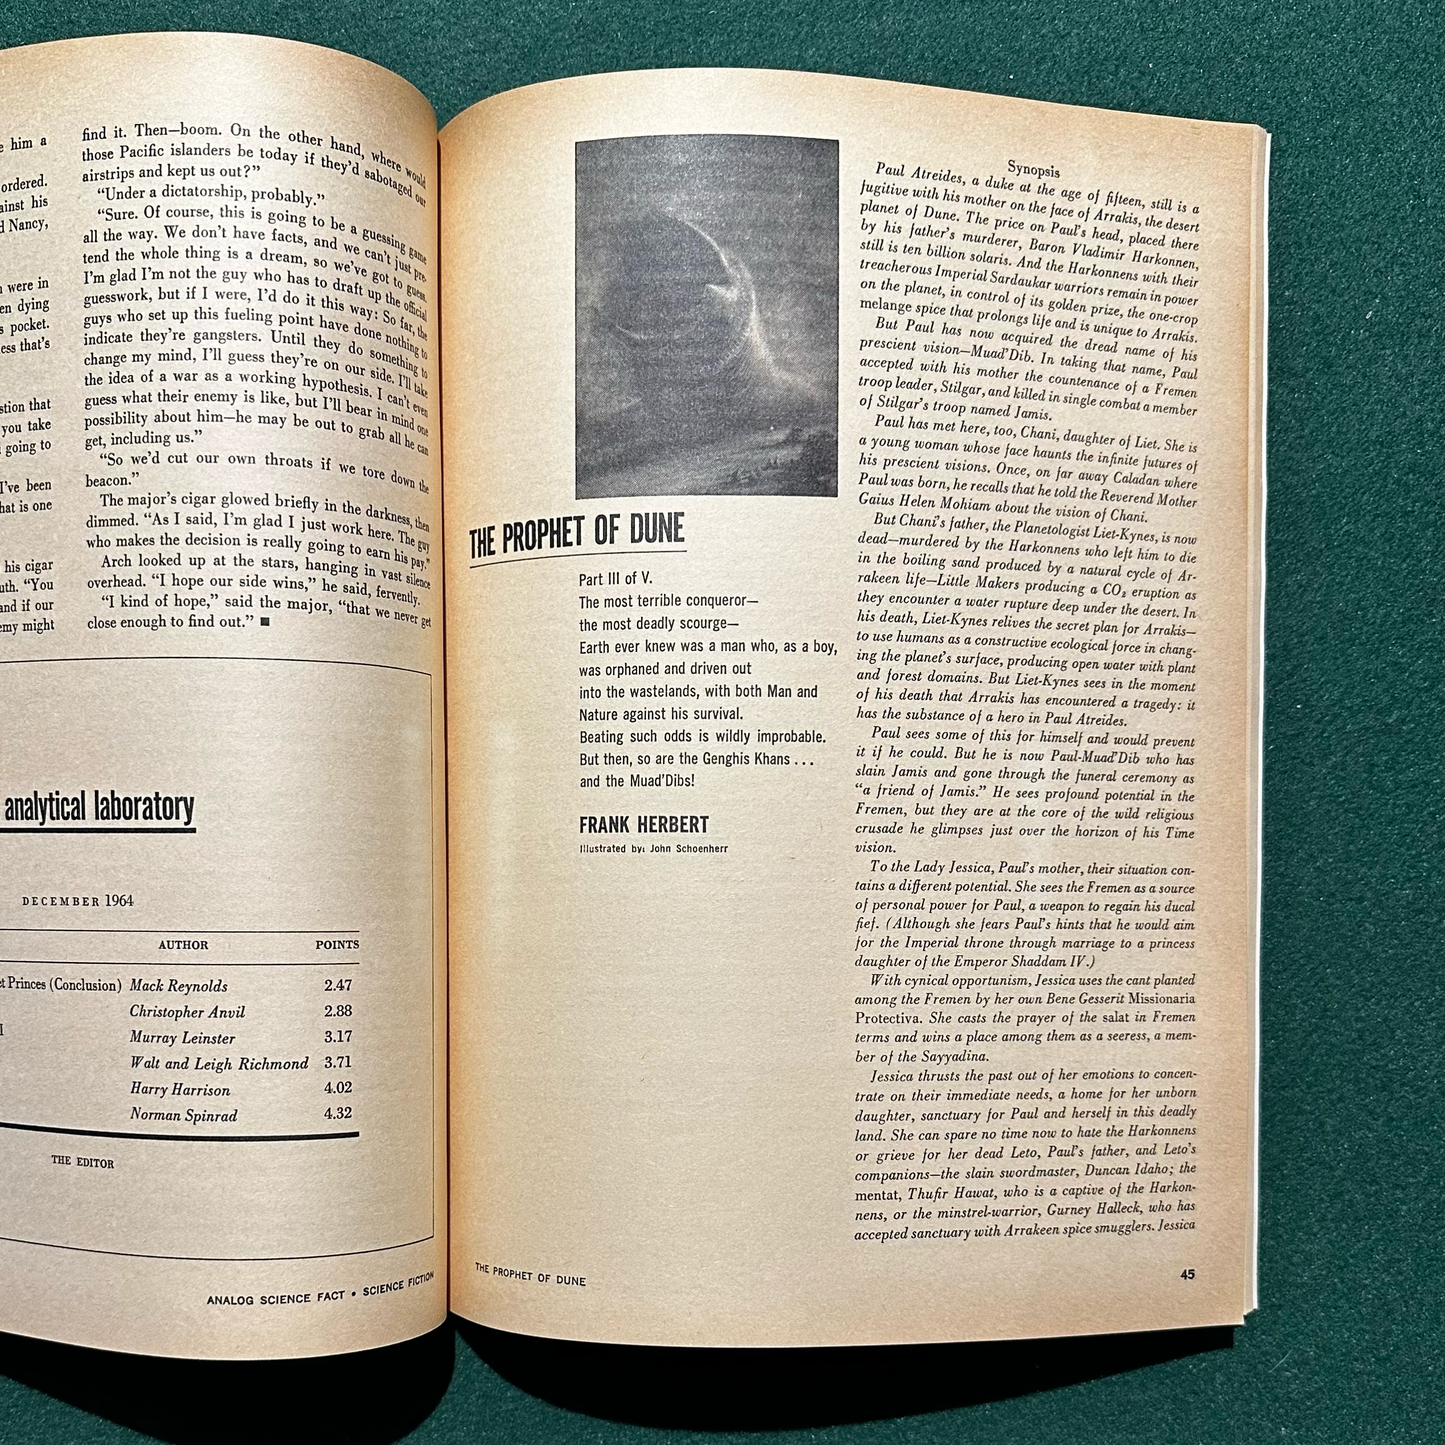 e him a
ordered.
ainst his
d Nancy,
were in
en dying
s pocket.
ess that's
stion that
you take
going to
I've been
hat is one
his cigar
uth. “You
and if our
emy might
find it. Then—boom. On the other hand, where would
those Pacific islanders be today if they'd sabotaged our
airstrips and kept us out?”
“Under a dictatorship, probably.”
“Sure. Of course, this is going to be a guessing game
all the way. We don't have facts, and we can't just pre-
tend the whole thing is a dream, so we've got to guess.
I'm glad I'm not the guy who has to draft up the official
guesswork, but if I were, I'd do it this way: So far, the
guys who set up this fueling point have done nothing to
indicate they're gangsters. Until they do something to
change my mind, I'll guess they're on our side. I'll take
the idea of a war as a working hypothesis. I can't even
guess what their enemy is like, but I'll bear in mind one
possibility about him—he may be out to grab all he can
get, including us.”
“So we'd cut our own throats if we tore down the
beacon.”
The major's cigar glowed briefly in the darkness, then
dimmed. “As I said, I'm glad I just work here. The guy
who makes the decision is really going to earn his pay.”
Arch looked up at the stars, hanging in vast silence
overhead. “I hope our side wins,” he said, fervently.
“I kind of hope,” said the major, “that we never get
close enough to find out.” ■
analytical laboratory
DECEMBER 1964
AUTHOR POINTS
et Princes (Conclusion) Mack Reynolds 2.47
Christopher Anvil 2.88
Murray Leinster 3.17
Walt and Leigh Richmond 3.71
Harry Harrison 4.02
Norman Spinrad 4.32
THE EDITOR
ANALOG SCIENCE FACT • SCIENCE FICTION
THE PROPHET OF DUNE
Part III of V.
The most terrible conqueror—
the most deadly scourge—
Earth ever knew was a man who, as a boy,
was orphaned and driven out
into the wastelands, with both Man and
Nature against his survival.
Beating such odds is wildly improbable.
But then, so are the Genghis Khans . . .
and the Muad'Dibs!
FRANK HERBERT
Illustrated by: John Schoenherr
Synopsis
Paul Atreides, a duke at the age of fifteen, still is a
fugitive with his mother on the face of Arrakis, the desert
planet of Dune. The price on Paul's head, placed there
by his father's murderer, Baron Vladimir Harkonnen,
still is ten billion solaris. And the Harkonnens with their
treacherous Imperial Sardaukar warriors remain in power
on the planet, in control of its golden prize, the one-crop
melange spice that prolongs life and is unique to Arrakis.
But Paul has now acquired the dread name of his
prescient vision—Muad'Dib. In taking that name, Paul
accepted with his mother the countenance of a Fremen
troop leader, Stilgar, and killed in single combat a member
of Stilgar's troop named Jamis.
Paul has met here, too, Chani, daughter of Liet. She is
a young woman whose face haunts the infinite futures of
his prescient visions. Once, on far away Caladan where
Paul was born, he recalls that he told the Reverend Mother
Gaius Helen Mohiam about the vision of Chani.
But Chani's father, the Planetologist Liet-Kynes, is now
dead—murdered by the Harkonnens who left him to die
in the boiling sand produced by a natural cycle of Ar-
rakeen life—Little Makers producing a CO₂ eruption as
they encounter a water rupture deep under the desert. In
his death, Liet-Kynes relives the secret plan for Arrakis—
to use humans as a constructive ecological force in chang-
ing the planet's surface, producing open water with plant
and forest domains. But Liet-Kynes sees in the moment
of his death that Arrakis has encountered a tragedy: it
has the substance of a hero in Paul Atreides.
Paul sees some of this for himself and would prevent
it if he could. But he is now Paul-Muad'Dib who has
slain Jamis and gone through the funeral ceremony as
“a friend of Jamis.” He sees profound potential in the
Fremen, but they are at the core of the wild religious
crusade he glimpses just over the horizon of his Time
vision.
To the Lady Jessica, Paul's mother, their situation con-
tains a different potential. She sees the Fremen as a source
of personal power for Paul, a weapon to regain his ducal
fief. (Although she fears Paul's hints that he would aim
for the Imperial throne through marriage to a princess
daughter of the Emperor Shaddam IV.)
With cynical opportunism, Jessica uses the cant planted
among the Fremen by her own Bene Gesserit Missionaria
Protectiva. She casts the prayer of the salat in Fremen
terms and wins a place among them as a seeress, a mem-
ber of the Sayyadina.
Jessica thrusts the past out of her emotions to concen-
trate on their immediate needs, a home for her unborn
daughter, sanctuary for Paul and herself in this deadly
land. She can spare no time now to hate the Harkonnens
or grieve for her dead Leto, Paul's father, and Leto's
companions—the slain swordmaster, Duncan Idaho; the
mentat, Thufir Hawat, who is a captive of the Harkon-
nens, or the minstrel-warrior, Gurney Halleck, who has
accepted sanctuary with Arrakeen spice smugglers. Jessica
THE PROPHET OF DUNE
45